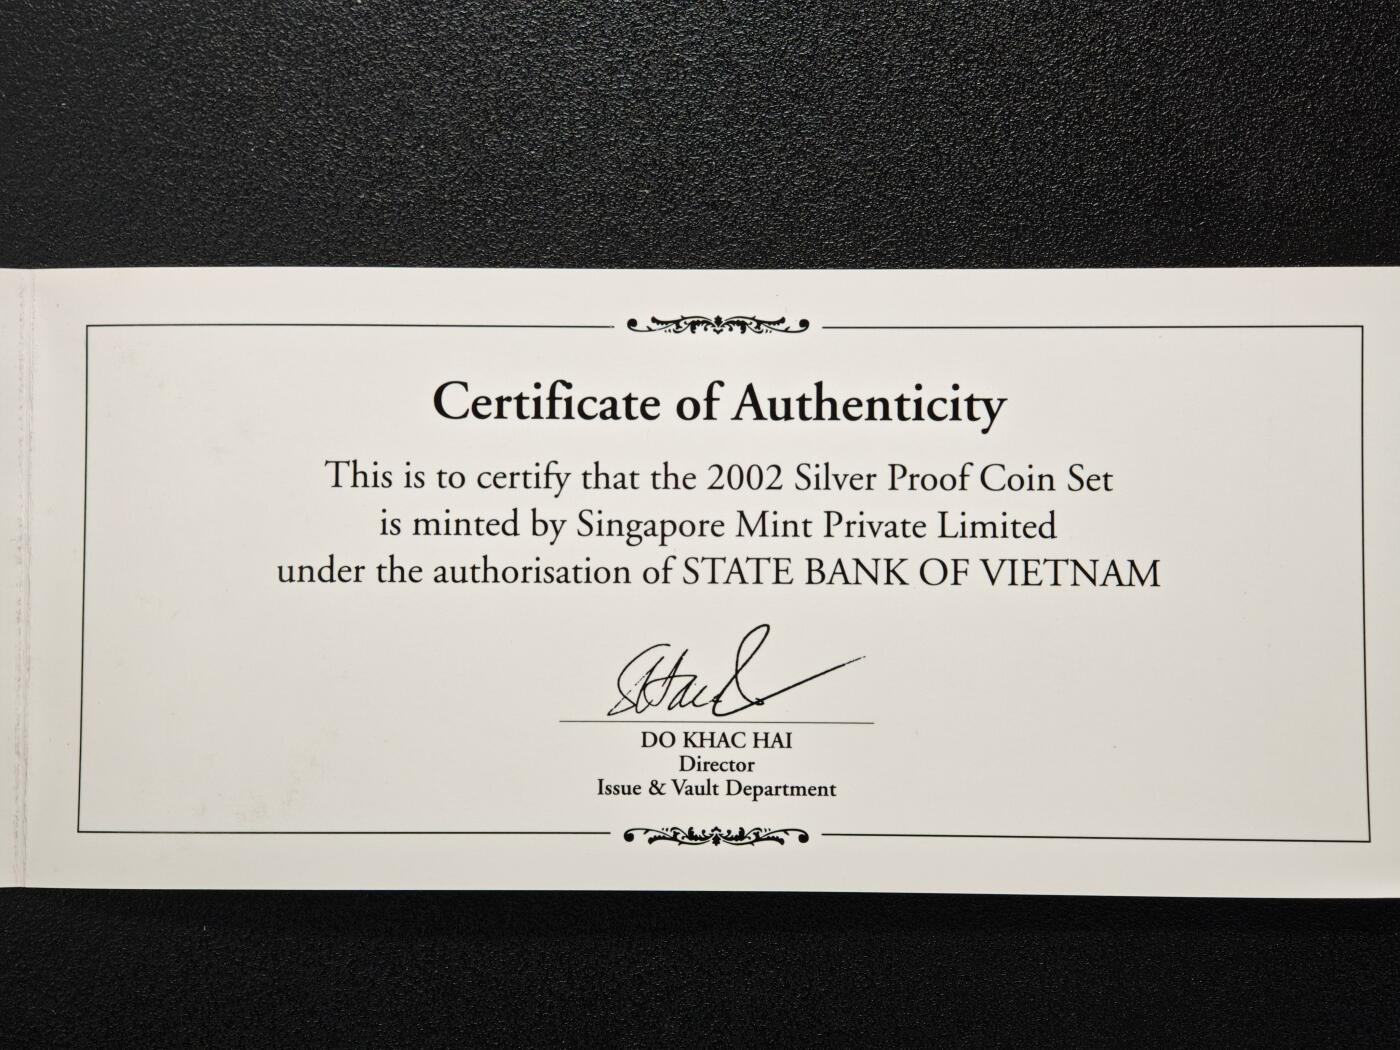 Certificate of Authenticity
This is to certify that the 2002 Silver Proof Coin Set
is minted by Singapore Mint Private Limited
under the authorisation of STATE BANK OF VIETNAM
DO KHAC HAI
Director
Issue & Vault Department